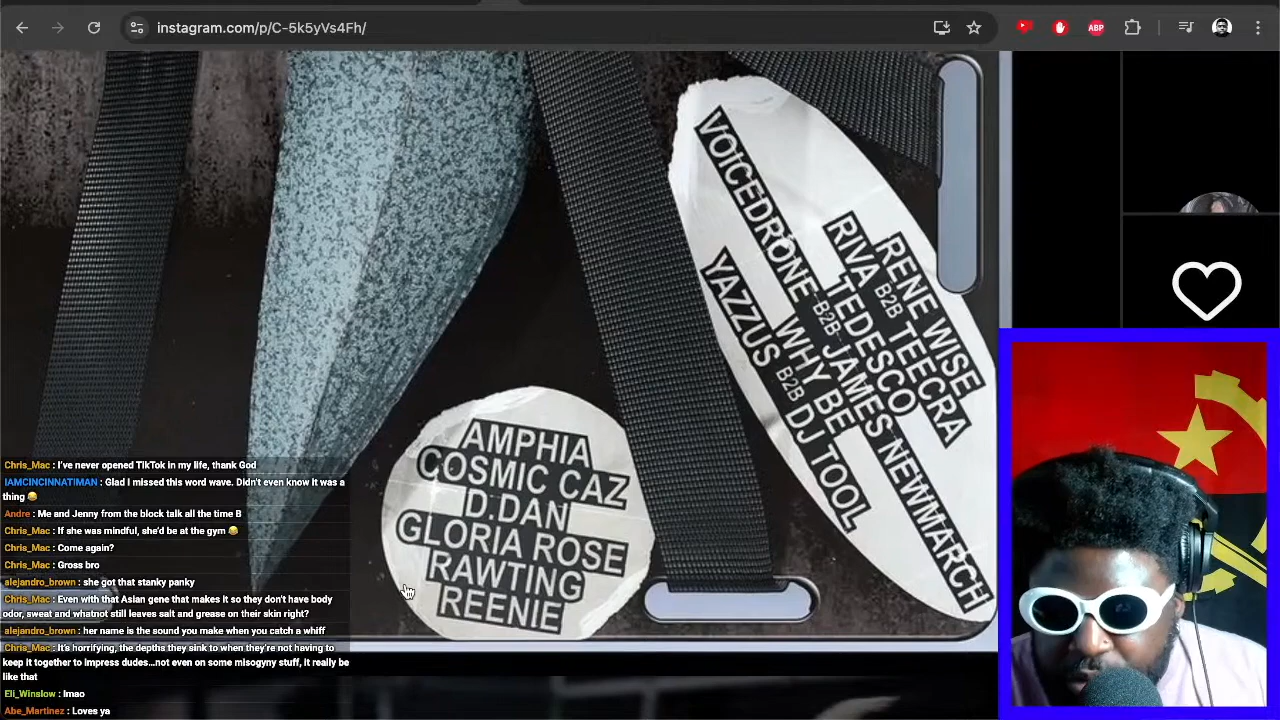 instagram.com/p/C-5k5yVs4Fh/
ABP
RENE WISE
RIVA B2B TEECRA
TEDESCO
VOICEDRONE B2B JAMES NEWMARCH
WHY BE
YAZZUS B2B DJ TOOL
AMPHIA
COSMIC CAZ
D.DAN
GLORIA ROSE
RAWTING
REENIE
Chris_Mac : I've never opened TikTok in my life, thank God
IAMCINCINNATIMAN : Glad I missed this word wave. Didn't even know it was a
thing 😂
Andre : Me and Jenny from the block talk all the time B
Chris_Mac : If she was mindful, she'd be at the gym 😂
Chris_Mac : Come again?
Chris_Mac : Gross bro
alejandro_brown : she got that stanky panky
Chris_Mac : Even with that Asian gene that makes it so they don't have body
odor, sweat and whatnot still leaves salt and grease on their skin right?
alejandro_brown : her name is the sound you make when you catch a whiff
Chris_Mac : It's horrifying, the depths they sink to when they're not having to
keep it together to impress dudes...not even on some misogyny stuff, it really be
like that
Eli_Winslow : lmao
Abe_Martinez : Loves ya